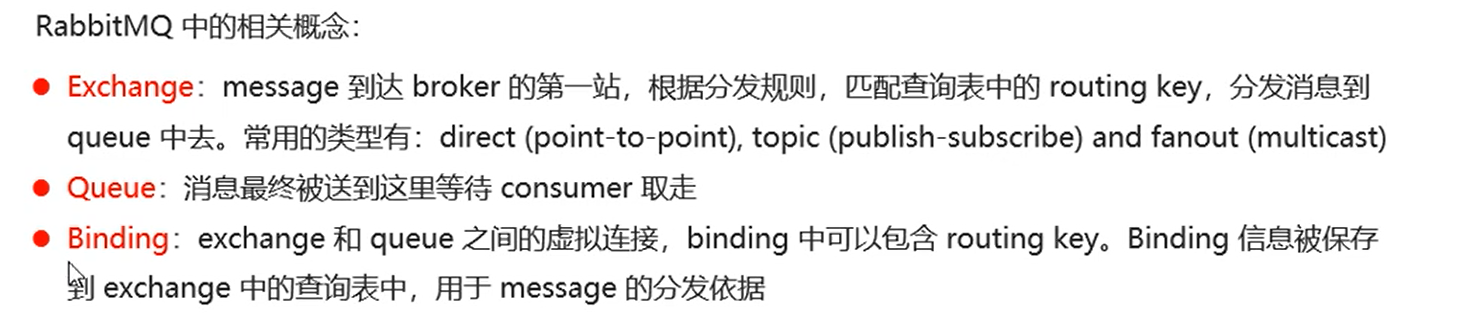 RabbitMQ 中的相关概念：
● Exchange：message 到达 broker 的第一站，根据分发规则，匹配查询表中的 routing key，分发消息到
queue 中去。常用的类型有：direct (point-to-point), topic (publish-subscribe) and fanout (multicast)
● Queue：消息最终被送到这里等待 consumer 取走
● Binding：exchange 和 queue 之间的虚拟连接，binding 中可以包含 routing key。Binding 信息被保存
到 exchange 中的查询表中，用于 message 的分发依据